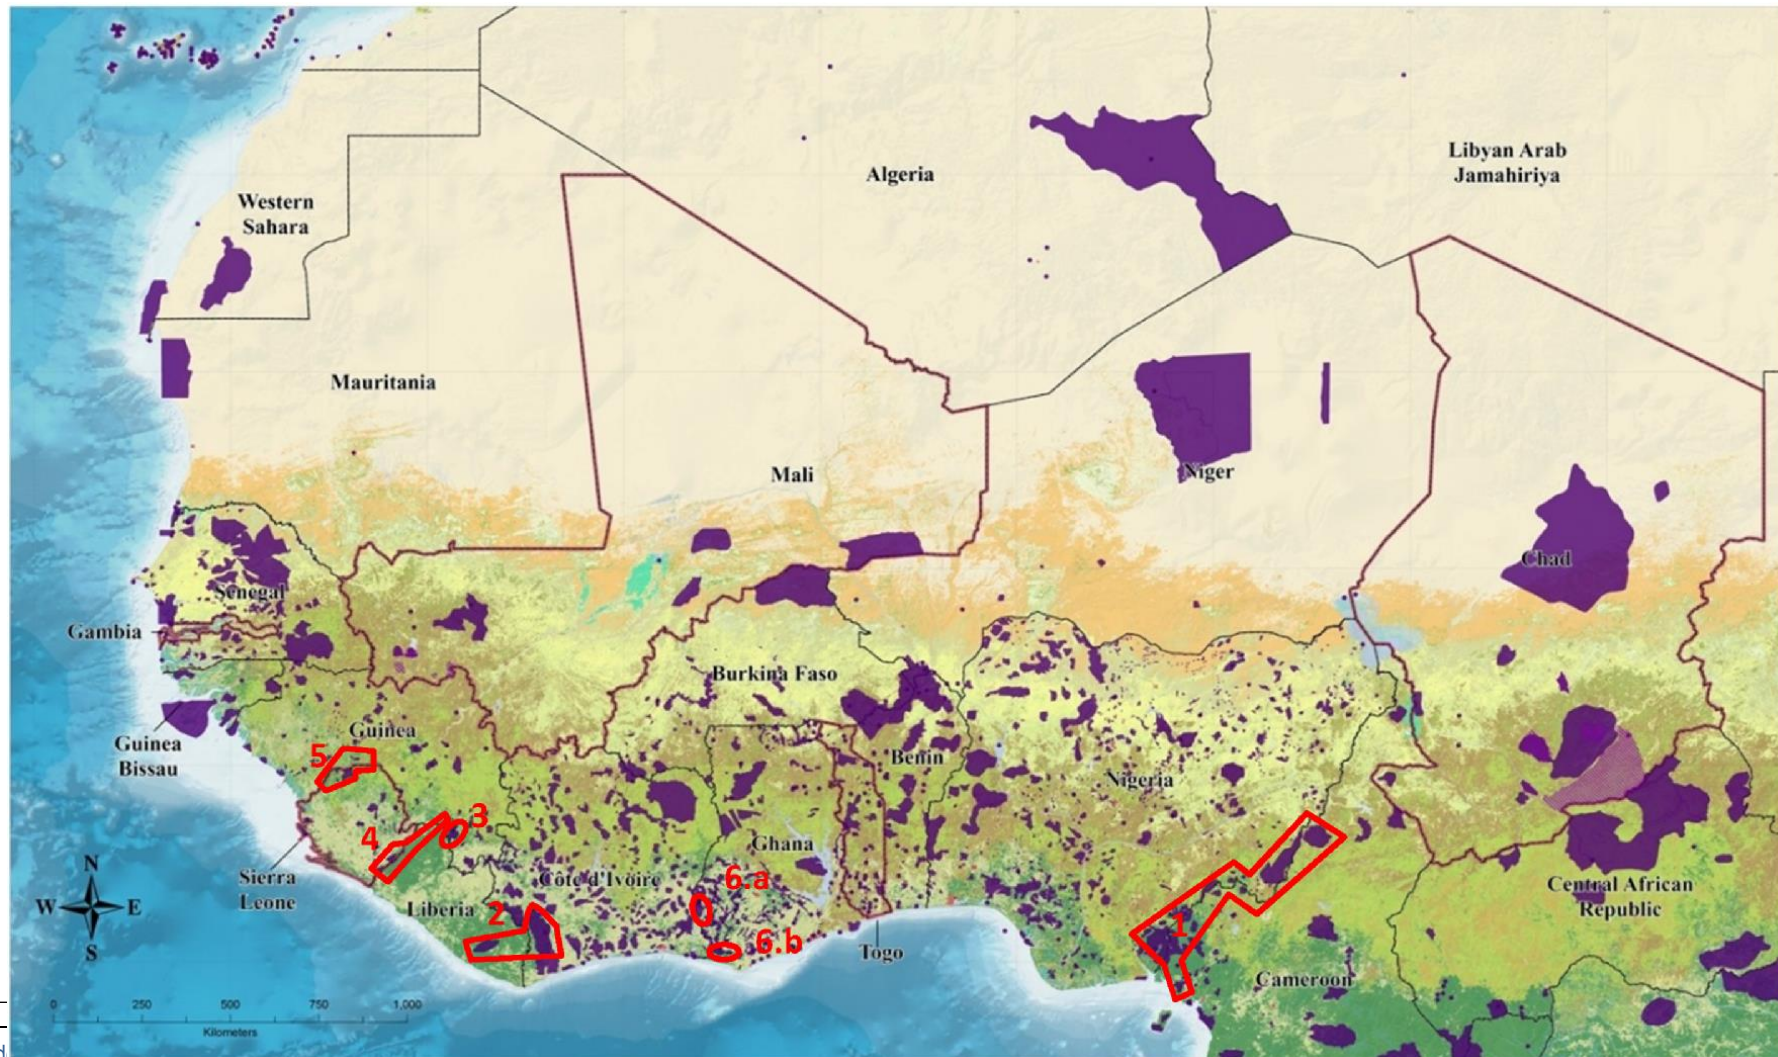 Algeria
Libyan Arab
Jamahiriya
Western
Sahara
Mauritania
Mali
Niger
Chad
Senegal
Gambia
Burkina Faso
Guinea
Guinea
Bissau
Benin
Nigeria
5
3
4
Ghana
Sierra
Leone
Côte d'Ivoire
6.a
Central African
Republic
Liberia
2
1
6.b
Togo
Cameroon
N
W
E
S
0
250
500
750
1,000
Kilometers